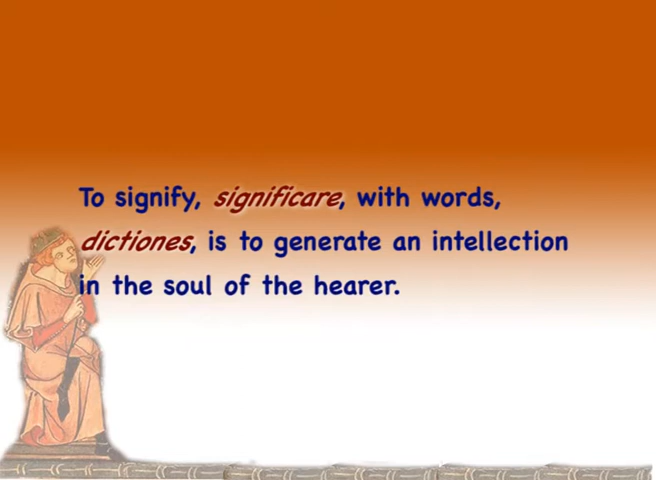 To signify, significare, with words,
dictiones, is to generate an intellection
in the soul of the hearer.